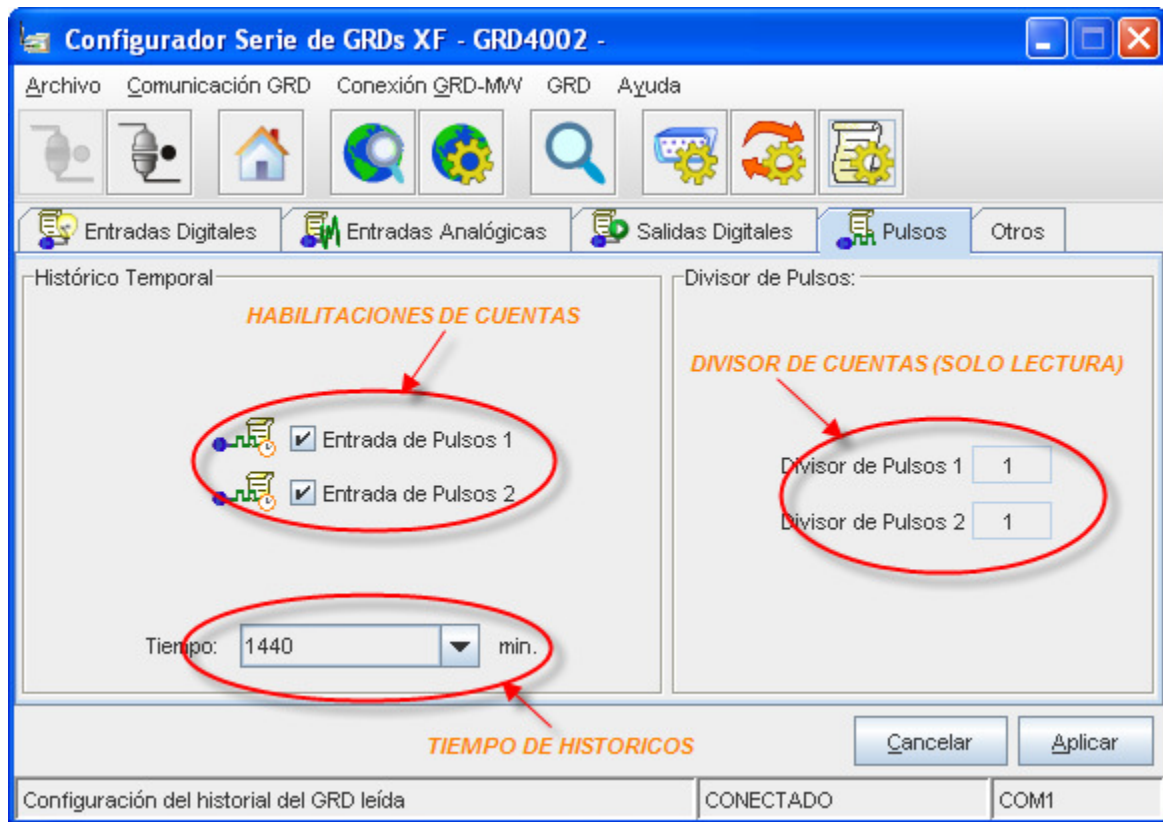 Configurador Serie de GRDs XF - GRD4002 -
Archivo Comunicación GRD Conexión GRD-MW GRD Ayuda
Entradas Digitales Entradas Analógicas Salidas Digitales Pulsos Otros
Histórico Temporal
HABILITACIONES DE CUENTAS
Entrada de Pulsos 1
Entrada de Pulsos 2
Tiempo: 1440 min.
TIEMPO DE HISTORICOS
Divisor de Pulsos:
DIVISOR DE CUENTAS (SOLO LECTURA)
Divisor de Pulsos 1 1
Divisor de Pulsos 2 1
Cancelar Aplicar
Configuración del historial del GRD leída CONECTADO COM1